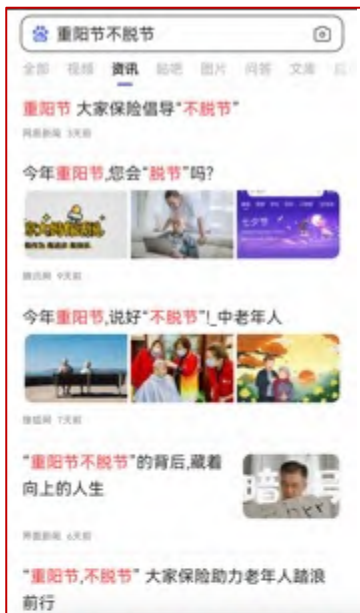 重阳节不脱节
全部 视频 资讯 贴吧 图片 问答 文库
重阳节 大家保险倡导“不脱节”
网易新闻 3天前
今年重阳节,您会“脱节”吗?
七夕节
腾讯网 9天前
今年重阳节,说好“不脱节”!_中老年人
搜狐网 7天前
“重阳节不脱节”的背后,藏着
向上的人生
界面新闻 6天前
“重阳节,不脱节” 大家保险助力老年人踏浪
前行